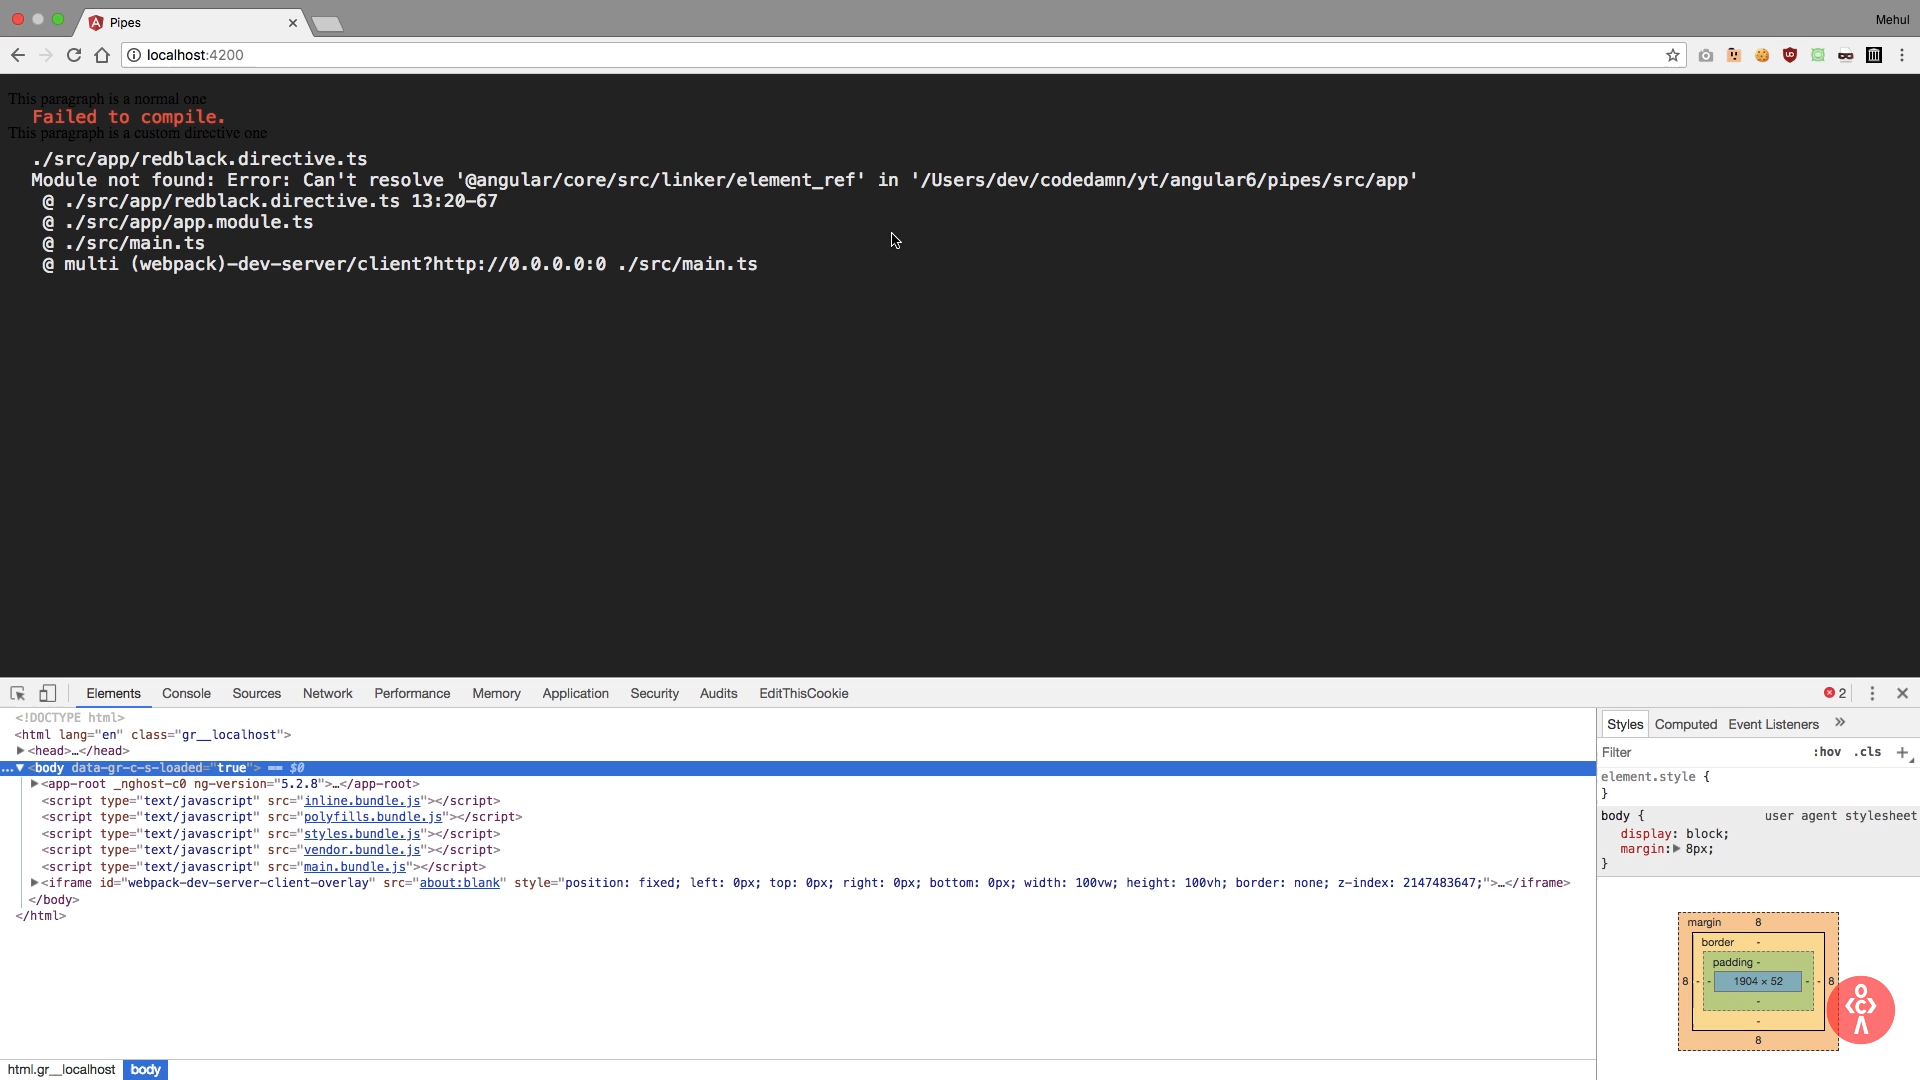 Pipes
Mehul
localhost:4200
This paragraph is a normal one
Failed to compile.
This paragraph is a custom directive one
./src/app/redblack.directive.ts
Module not found: Error: Can't resolve '@angular/core/src/linker/element_ref' in '/Users/dev/codedamn/yt/angular6/pipes/src/app'
@ ./src/app/redblack.directive.ts 13:20-67
@ ./src/app/app.module.ts
@ ./src/main.ts
@ multi (webpack)-dev-server/client?http://0.0.0.0:0 ./src/main.ts
Elements Console Sources Network Performance Memory Application Security Audits EditThisCookie 2
<!DOCTYPE html>
<html lang="en" class="gr__localhost">
<head>…</head>
<body data-gr-c-s-loaded="true"> == $0
<app-root _nghost-c0 ng-version="5.2.8">…</app-root>
<script type="text/javascript" src="inline.bundle.js"></script>
<script type="text/javascript" src="polyfills.bundle.js"></script>
<script type="text/javascript" src="styles.bundle.js"></script>
<script type="text/javascript" src="vendor.bundle.js"></script>
<script type="text/javascript" src="main.bundle.js"></script>
<iframe id="webpack-dev-server-client-overlay" src="about:blank" style="position: fixed; left: 0px; top: 0px; right: 0px; bottom: 0px; width: 100vw; height: 100vh; border: none; z-index: 2147483647;">…</iframe>
</body>
</html>
html.gr__localhost body
Styles Computed Event Listeners »
Filter :hov .cls +
element.style {
}
body { user agent stylesheet
display: block;
margin: 8px;
}
margin 8
border -
padding -
8 - - 1904 × 52 - - 8
-
-
8